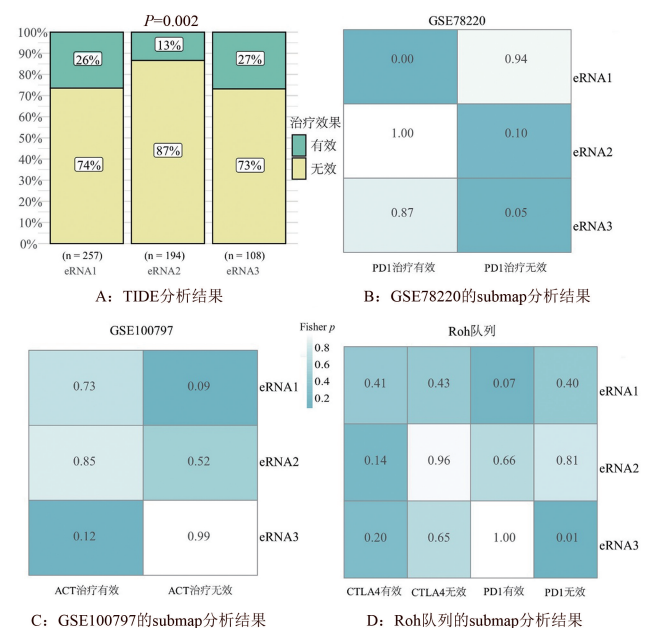 P=0.002
100%
90%
80%
70%
60%
50%
40%
30%
20%
10%
0%
26%
13%
27%
74%
87%
73%
(n = 257)
(n = 194)
(n = 108)
eRNA1
eRNA2
eRNA3
治疗效果
有效
无效
A：TIDE分析结果
GSE78220
0.00
0.94
eRNA1
1.00
0.10
eRNA2
0.87
0.05
eRNA3
PD1治疗有效
PD1治疗无效
B：GSE78220的submap分析结果
GSE100797
0.73
0.09
eRNA1
0.85
0.52
eRNA2
0.12
0.99
eRNA3
ACT治疗有效
ACT治疗无效
C：GSE100797的submap分析结果
Fisher p
0.8
0.6
0.4
0.2
Roh队列
0.41
0.43
0.07
0.40
eRNA1
0.14
0.96
0.66
0.81
eRNA2
0.20
0.65
1.00
0.01
eRNA3
CTLA4有效
CTLA4无效
PD1有效
PD1无效
D：Roh队列的submap分析结果